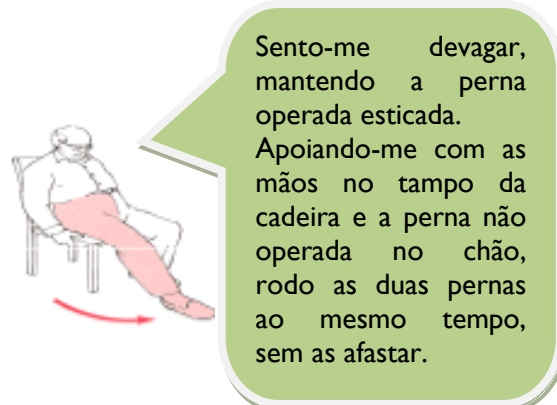 Sento-me devagar,
mantendo a perna
operada esticada.
Apoiando-me com as
mãos no tampo da
cadeira e a perna não
operada no chão,
rodo as duas pernas
ao mesmo tempo,
sem as afastar.